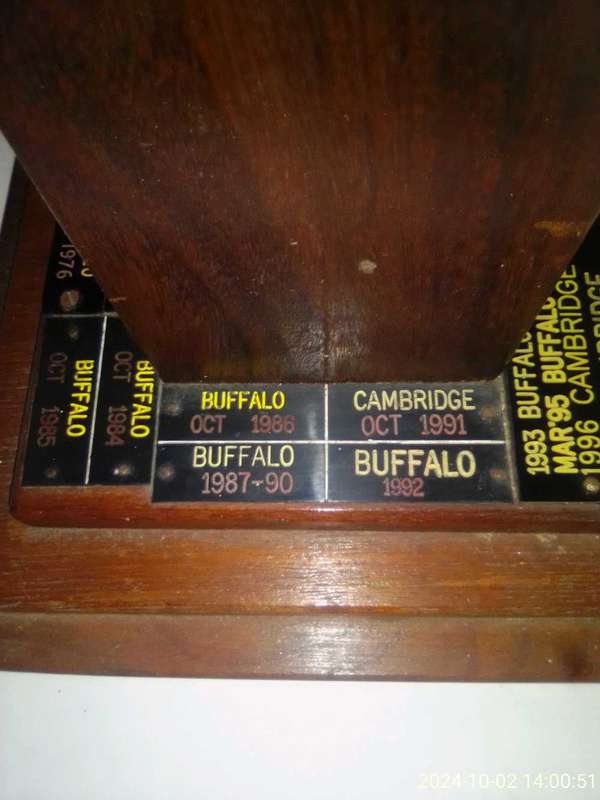 1976
BUFFALO
OCT 1985
BUFFALO
OCT 1984
BUFFALO
OCT 1986
CAMBRIDGE
OCT 1991
BUFFALO
1987-90
BUFFALO
1992
1993 BUFFALO
MAR'95 BUFFALO
1996 CAMBRIDGE
2024-10-02 14:00:51